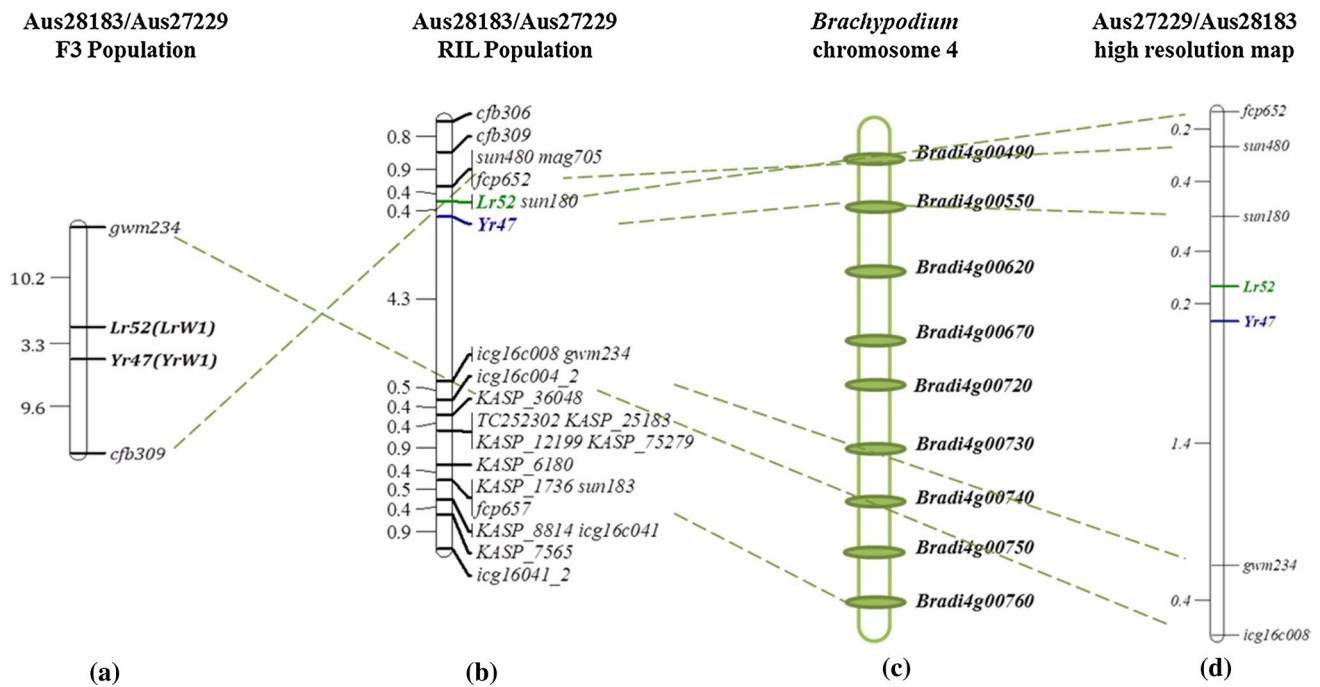 Aus28183/Aus27229
F3 Population
gwm234
10.2
Lr52(LrW1)
3.3
Yr47(YrW1)
9.6
cfb309
(a)
Aus28183/Aus27229
RIL Population
cfb306
0.8
cfb309
sun480 mag705
0.9
fcp652
0.4
Lr52 sun180
0.4
Yr47
4.3
icg16c008 gwm234
icg16c004_2
0.5
KASP_36048
0.4
TC252302 KASP_25183
0.4
KASP_12199 KASP_75279
0.9
KASP_6180
0.4
KASP_1736 sun183
0.5
fcp657
0.4
KASP_8814 icg16c041
0.9
KASP_7565
icg16041_2
(b)
Brachypodium
chromosome 4
Bradi4g00490
Bradi4g00550
Bradi4g00620
Bradi4g00670
Bradi4g00720
Bradi4g00730
Bradi4g00740
Bradi4g00750
Bradi4g00760
(c)
Aus27229/Aus28183
high resolution map
fcp652
0.2
sun480
0.4
sun180
0.4
Lr52
0.2
Yr47
1.4
gwm234
0.4
icg16c008
(d)